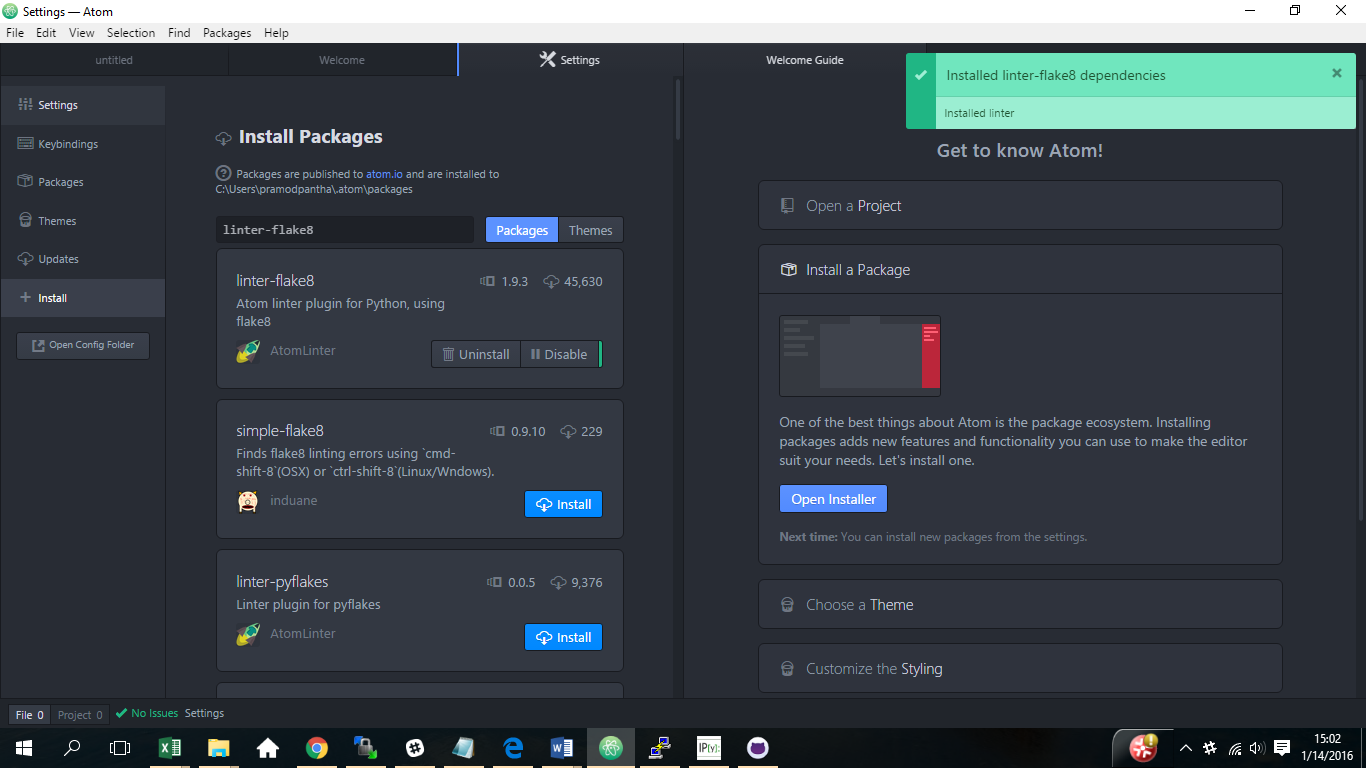 Settings — Atom
File Edit View Selection Find Packages Help
untitled
Welcome
Settings
Welcome Guide
Installed linter-flake8 dependencies
Installed linter
Settings
Keybindings
Packages
Themes
Updates
Install
Open Config Folder
Install Packages
Packages are published to atom.io and are installed to
C:\Users\pramodpantha\.atom\packages
linter-flake8
Packages Themes
linter-flake8 1.9.3 45,630
Atom linter plugin for Python, using
flake8
AtomLinter
Uninstall Disable
simple-flake8 0.9.10 229
Finds flake8 linting errors using `cmd-
shift-8`(OSX) or `ctrl-shift-8`(Linux/Wndows).
induane
Install
linter-pyflakes 0.0.5 9,376
Linter plugin for pyflakes
AtomLinter
Install
Get to know Atom!
Open a Project
Install a Package
One of the best things about Atom is the package ecosystem. Installing
packages adds new features and functionality you can use to make the editor
suit your needs. Let's install one.
Open Installer
Next time: You can install new packages from the settings.
Choose a Theme
Customize the Styling
File 0 Project 0 No Issues Settings
IP[y]:
15:02
1/14/2016